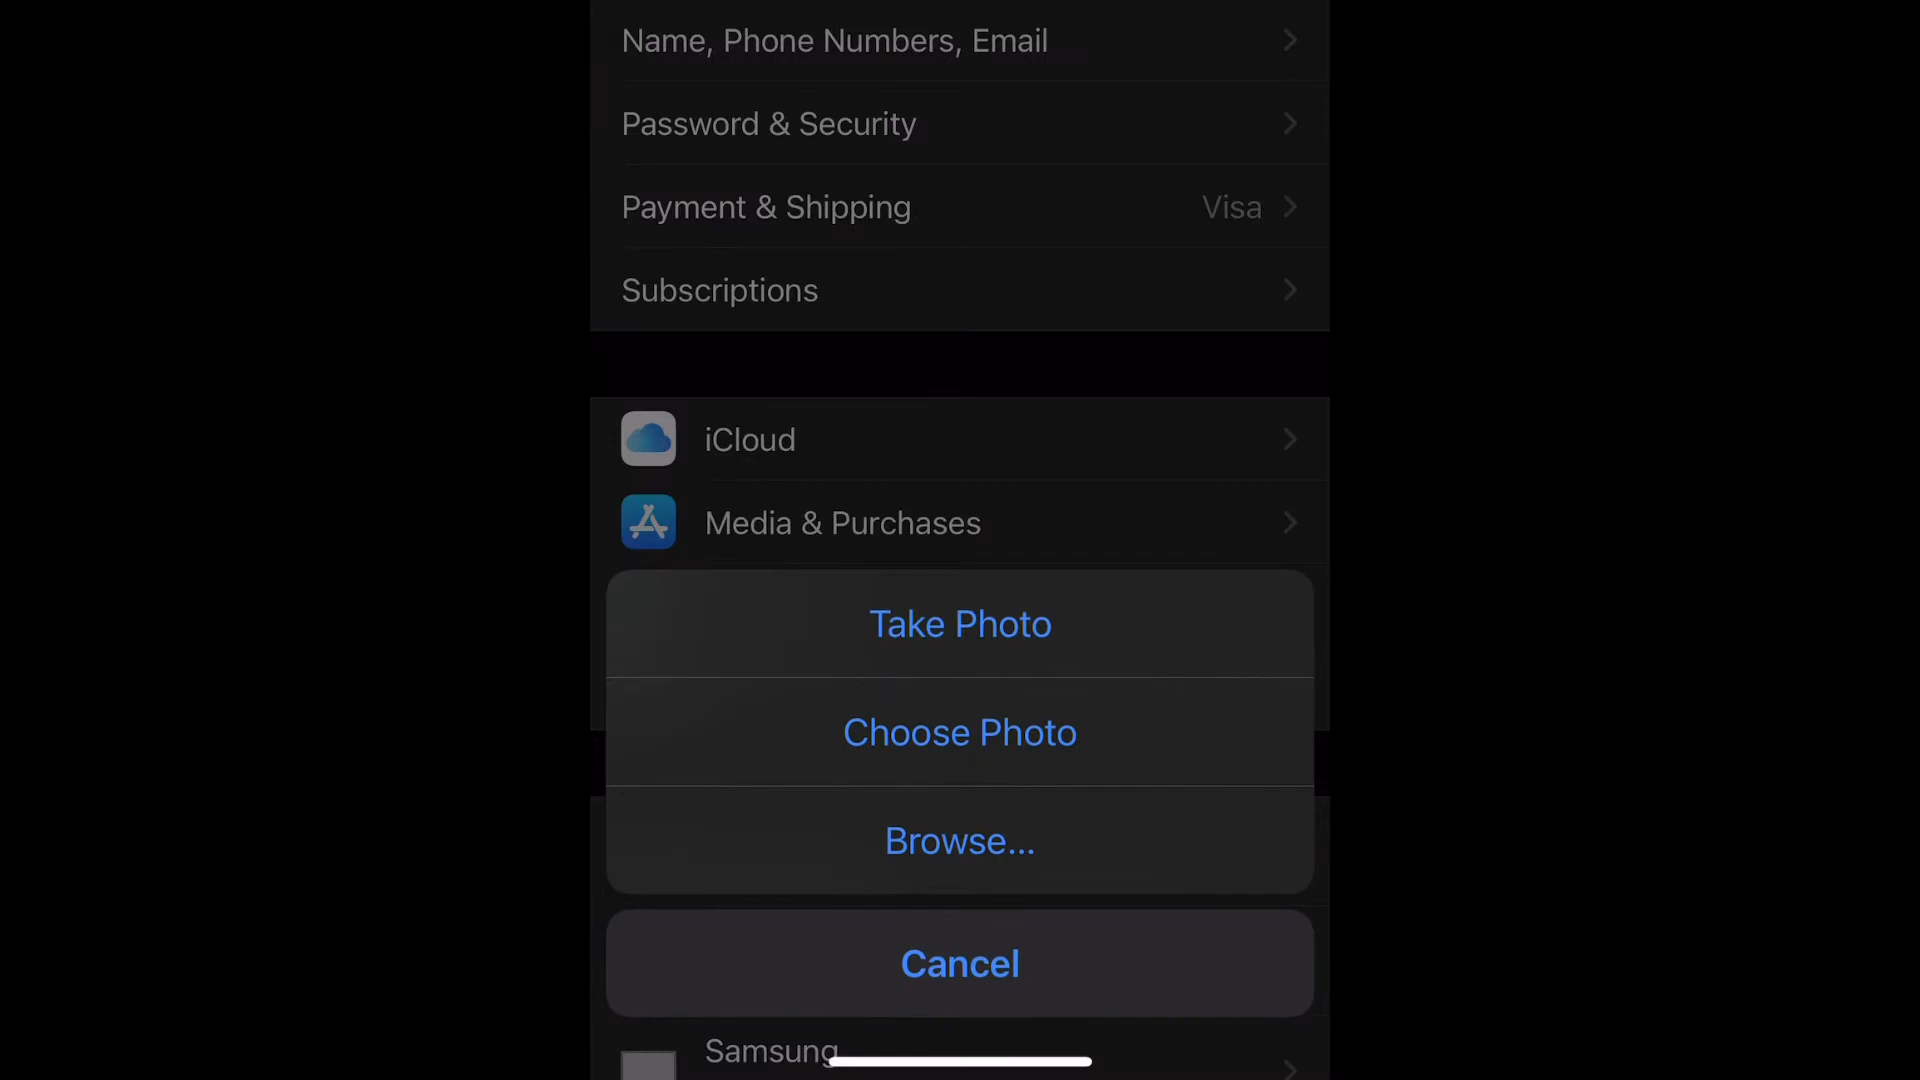 Name, Phone Numbers, Email
Password & Security
Payment & Shipping Visa
Subscriptions
iCloud
Media & Purchases
Take Photo
Choose Photo
Browse...
Cancel
Samsung